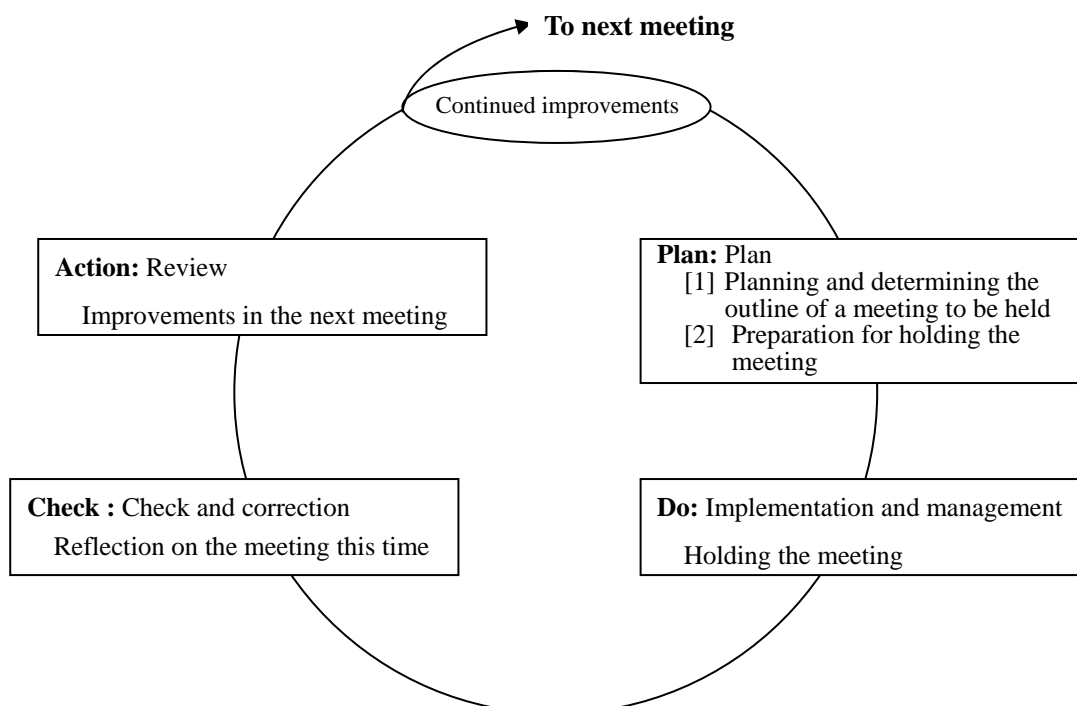 To next meeting
Continued improvements
Action: Review
Improvements in the next meeting
Plan: Plan
[1] Planning and determining the
outline of a meeting to be held
[2] Preparation for holding the
meeting
Check : Check and correction
Reflection on the meeting this time
Do: Implementation and management
Holding the meeting